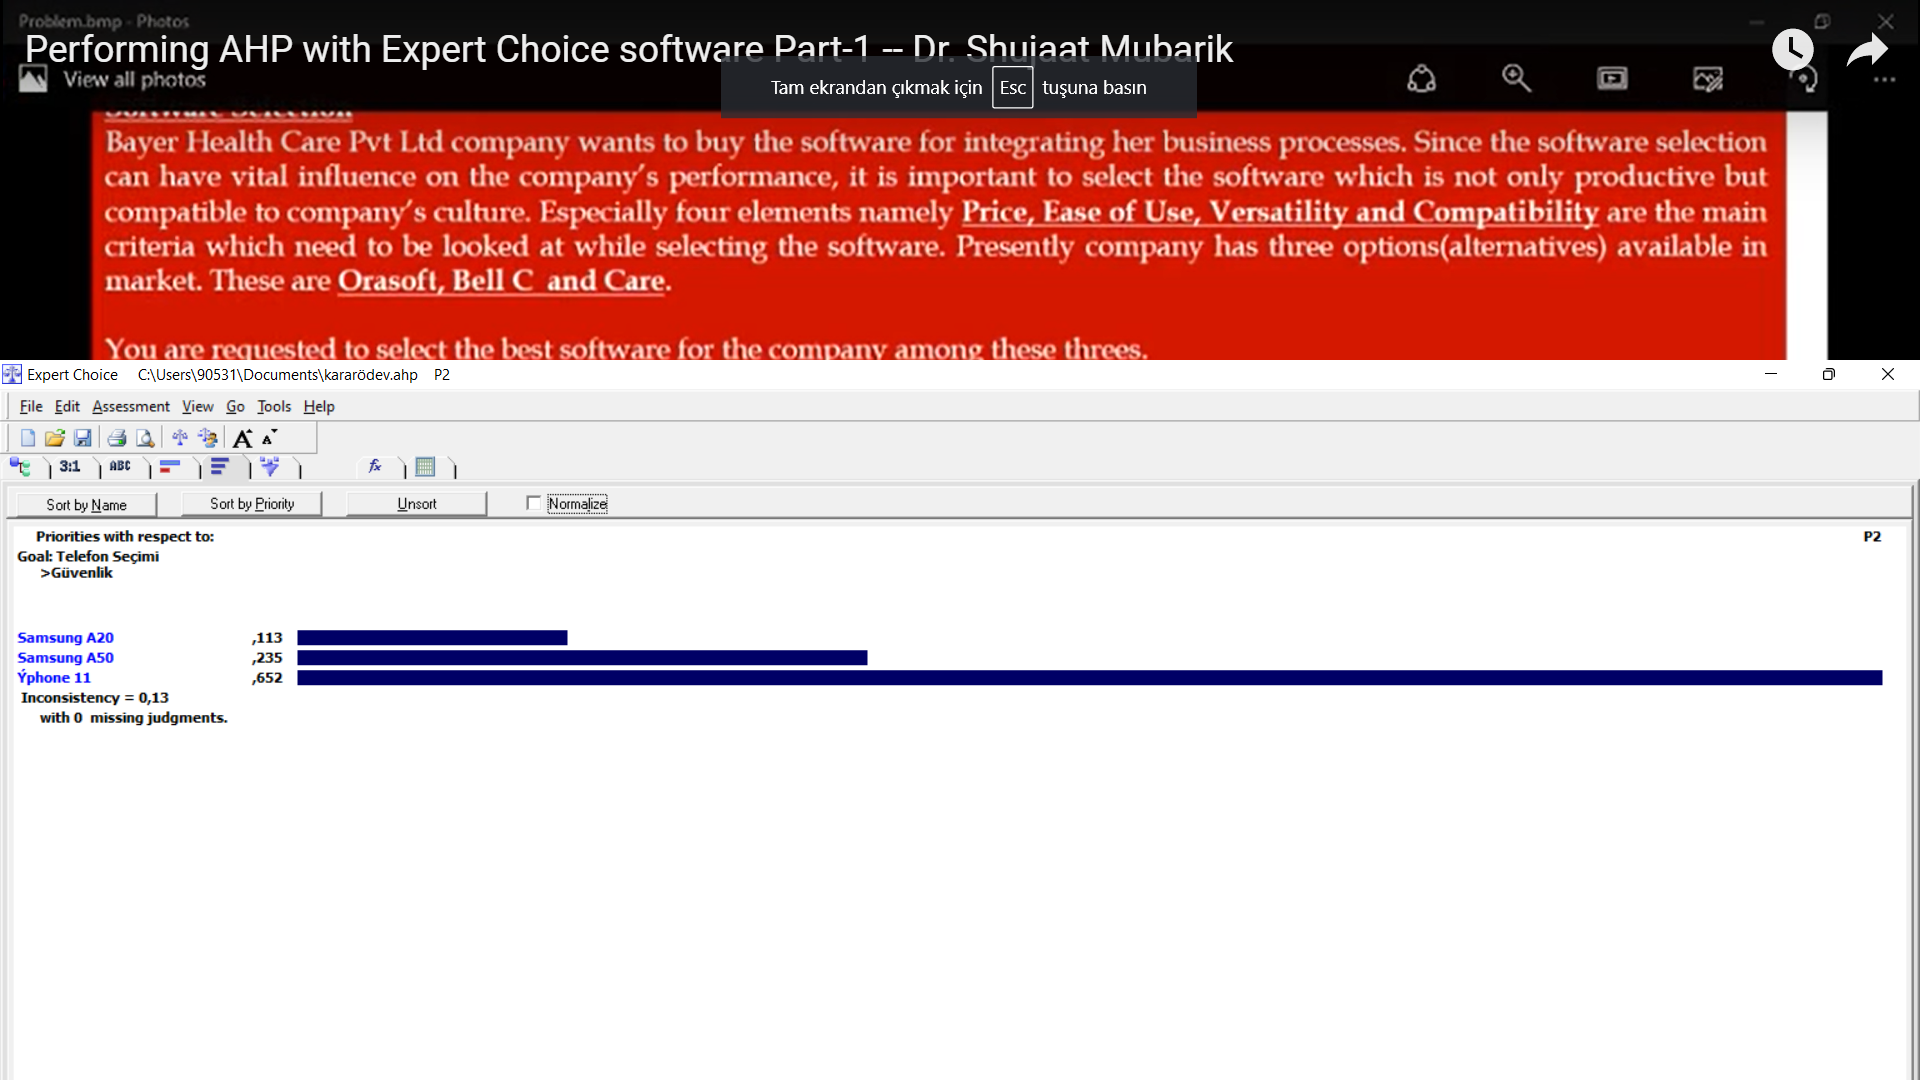 Problem.bmp - Photos
Performing AHP with Expert Choice software Part-1 -- Dr. Shujaat Mubarik
View all photos
Tam ekrandan çıkmak için Esc tuşuna basın
Software Selection
Bayer Health Care Pvt Ltd company wants to buy the software for integrating her business processes. Since the software selection
can have vital influence on the company's performance, it is important to select the software which is not only productive but
compatible to company's culture. Especially four elements namely Price, Ease of Use, Versatility and Compatibility are the main
criteria which need to be looked at while selecting the software. Presently company has three options(alternatives) available in
market. These are Orasoft, Bell C and Care.
You are requested to select the best software for the company among these threes.
Expert Choice C:\Users\90531\Documents\kararödev.ahp P2
File Edit Assessment View Go Tools Help
A A
3:1 ABC fx
Sort by Name Sort by Priority Unsort Normalize
Priorities with respect to: P2
Goal: Telefon Seçimi
>Güvenlik
Samsung A20 ,113
Samsung A50 ,235
Ýphone 11 ,652
Inconsistency = 0,13
with 0 missing judgments.